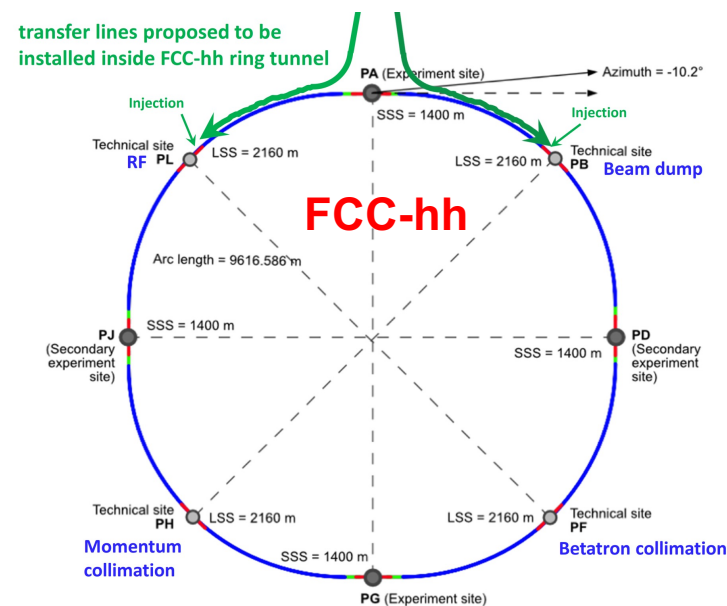 transfer lines proposed to be
installed inside FCC-hh ring tunnel
PA (Experiment site)
Azimuth = -10.2°
Injection
Injection
SSS = 1400 m
Technical site
RF PL
LSS = 2160 m
LSS = 2160 m
Technical site
PB
Beam dump
FCC-hh
Arc length = 9616.586 m
PJ
(Secondary
experiment
site)
SSS = 1400 m
SSS = 1400 m
PD
(Secondary
experiment
site)
Technical site
PH
LSS = 2160 m
LSS = 2160 m
Technical site
PF
Momentum
collimation
Betatron collimation
SSS = 1400 m
PG (Experiment site)